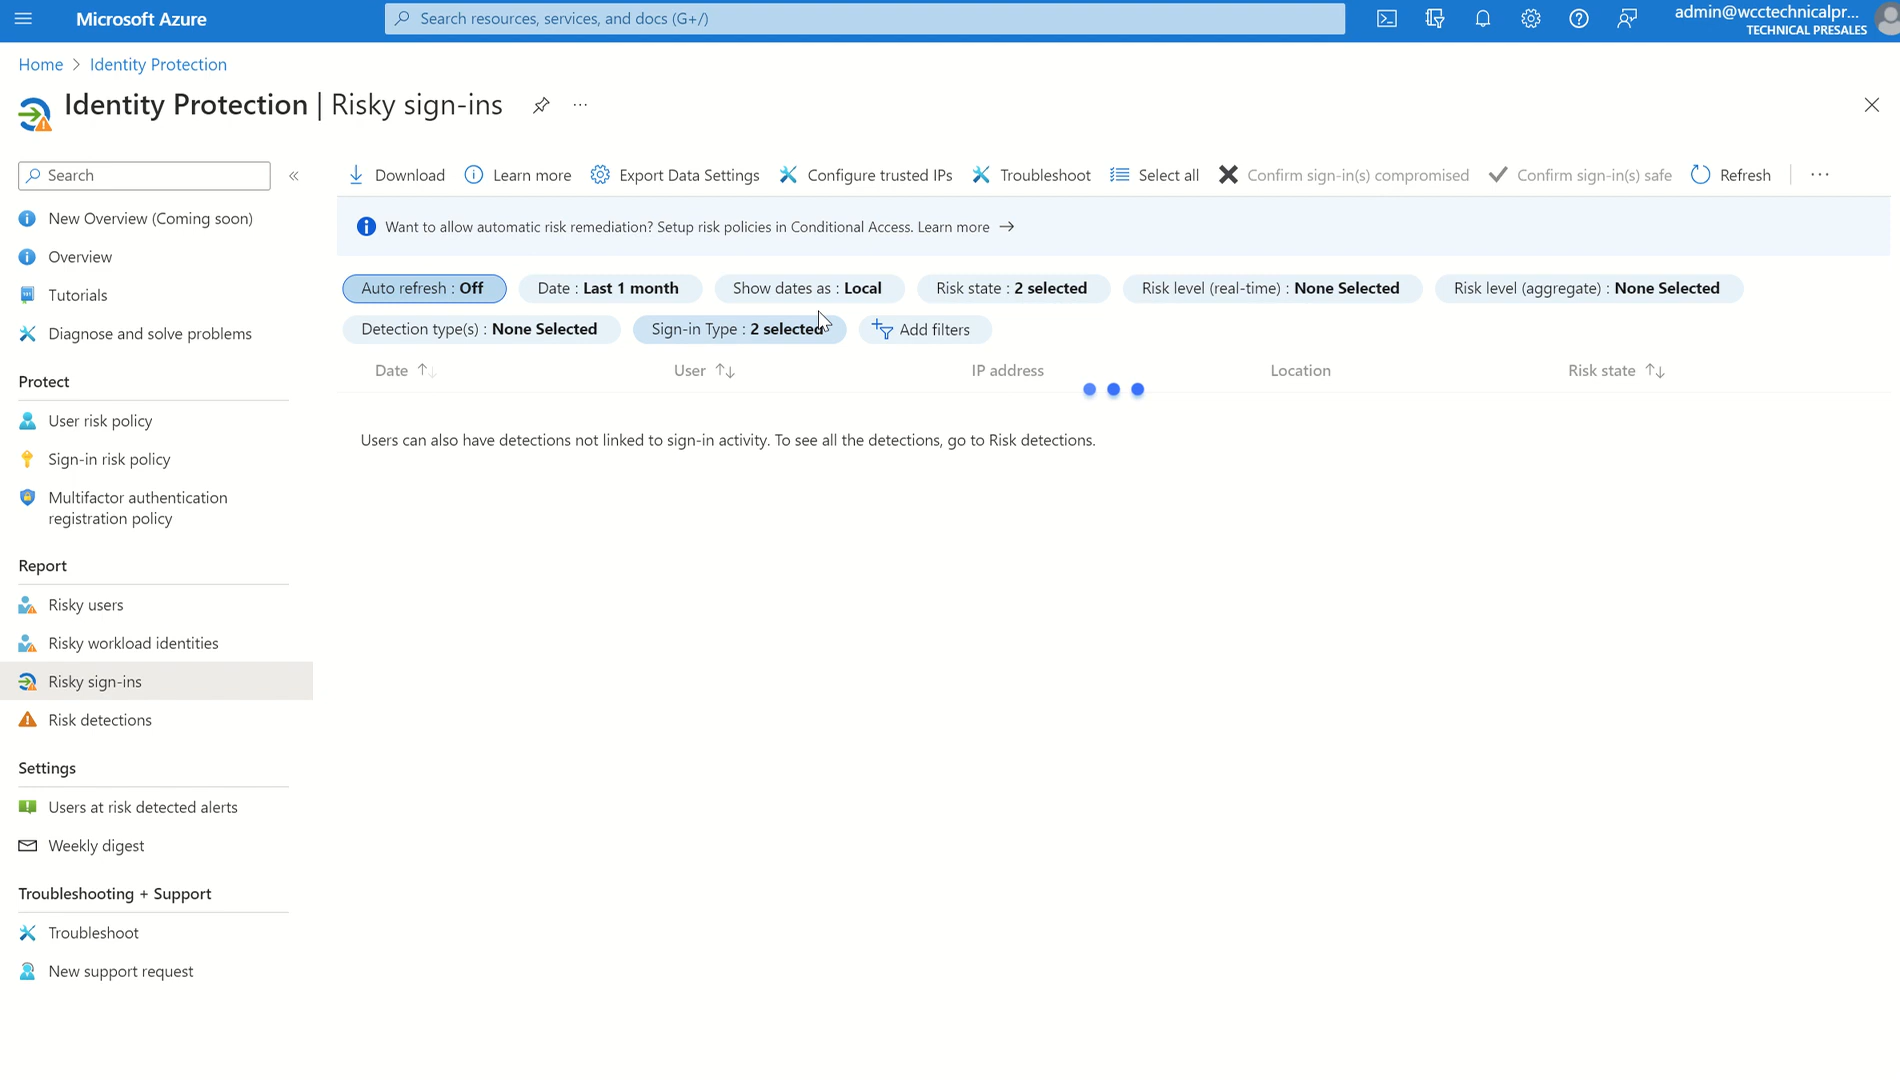 Microsoft Azure
Search resources, services, and docs (G+/)
admin@wcctechnicalpr...
TECHNICAL PRESALES
Home > Identity Protection
Identity Protection | Risky sign-ins
Search
New Overview (Coming soon)
Overview
Tutorials
Diagnose and solve problems
Protect
User risk policy
Sign-in risk policy
Multifactor authentication
registration policy
Report
Risky users
Risky workload identities
Risky sign-ins
Risk detections
Settings
Users at risk detected alerts
Weekly digest
Troubleshooting + Support
Troubleshoot
New support request
Download Learn more Export Data Settings Configure trusted IPs Troubleshoot Select all Confirm sign-in(s) compromised Confirm sign-in(s) safe Refresh
Want to allow automatic risk remediation? Setup risk policies in Conditional Access. Learn more →
Auto refresh : Off Date : Last 1 month Show dates as : Local Risk state : 2 selected Risk level (real-time) : None Selected Risk level (aggregate) : None Selected
Detection type(s) : None Selected Sign-in Type : 2 selected Add filters
Date User IP address Location Risk state
Users can also have detections not linked to sign-in activity. To see all the detections, go to Risk detections.